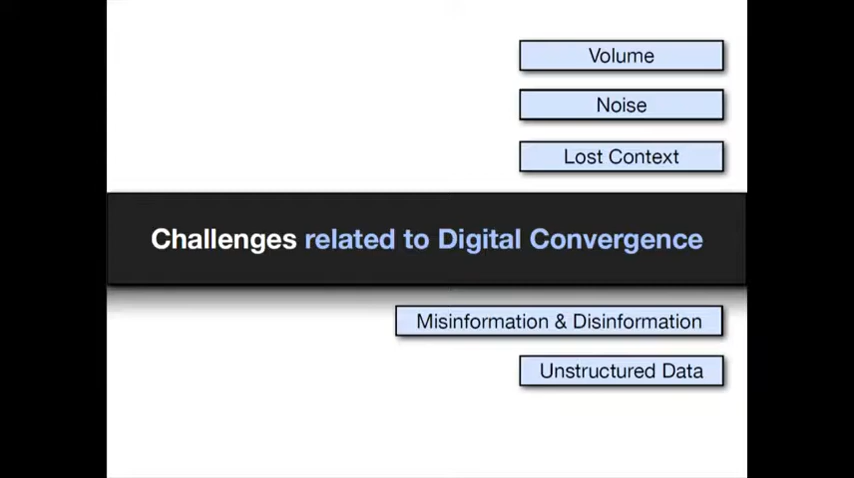 Volume
Noise
Lost Context
Challenges related to Digital Convergence
Misinformation & Disinformation
Unstructured Data